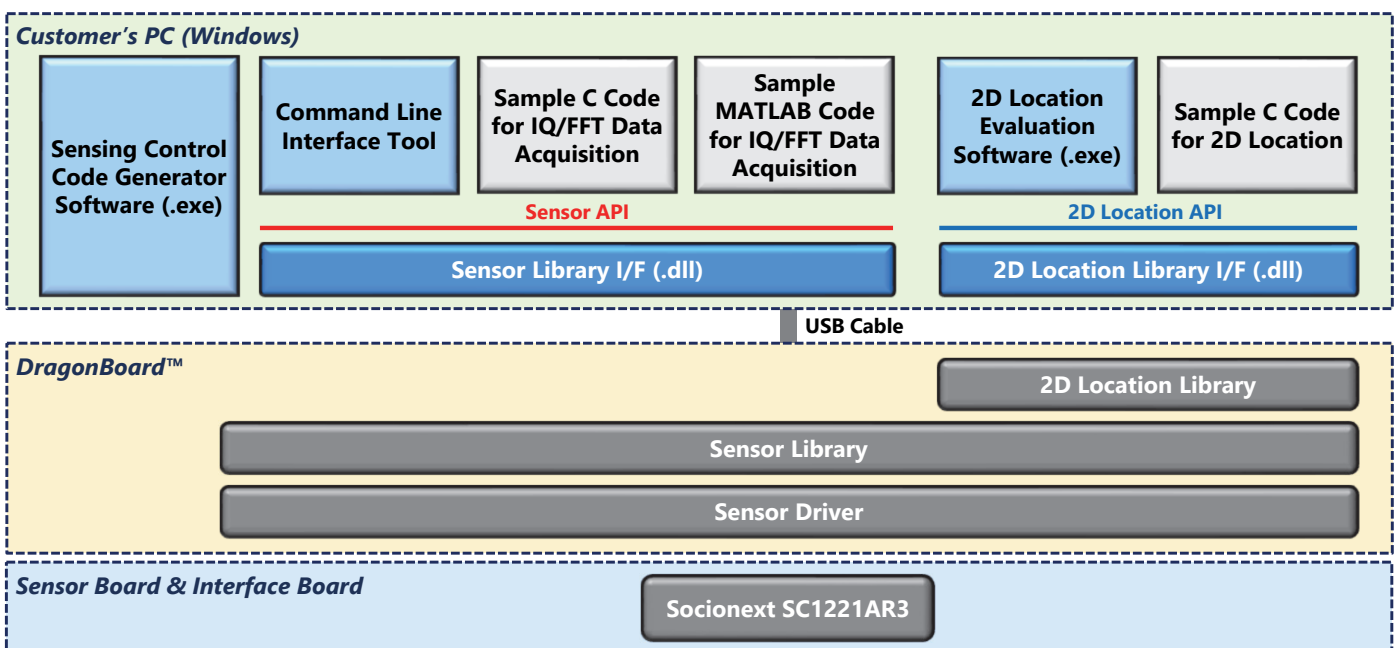 Customer's PC (Windows)
Sensing Control
Code Generator
Software (.exe)
Command Line
Interface Tool
Sample C Code
for IQ/FFT Data
Acquisition
Sample
MATLAB Code
for IQ/FFT Data
Acquisition
2D Location
Evaluation
Software (.exe)
Sample C Code
for 2D Location
Sensor API
2D Location API
Sensor Library I/F (.dll)
2D Location Library I/F (.dll)
USB Cable
DragonBoard™
2D Location Library
Sensor Library
Sensor Driver
Sensor Board & Interface Board
Socionext SC1221AR3